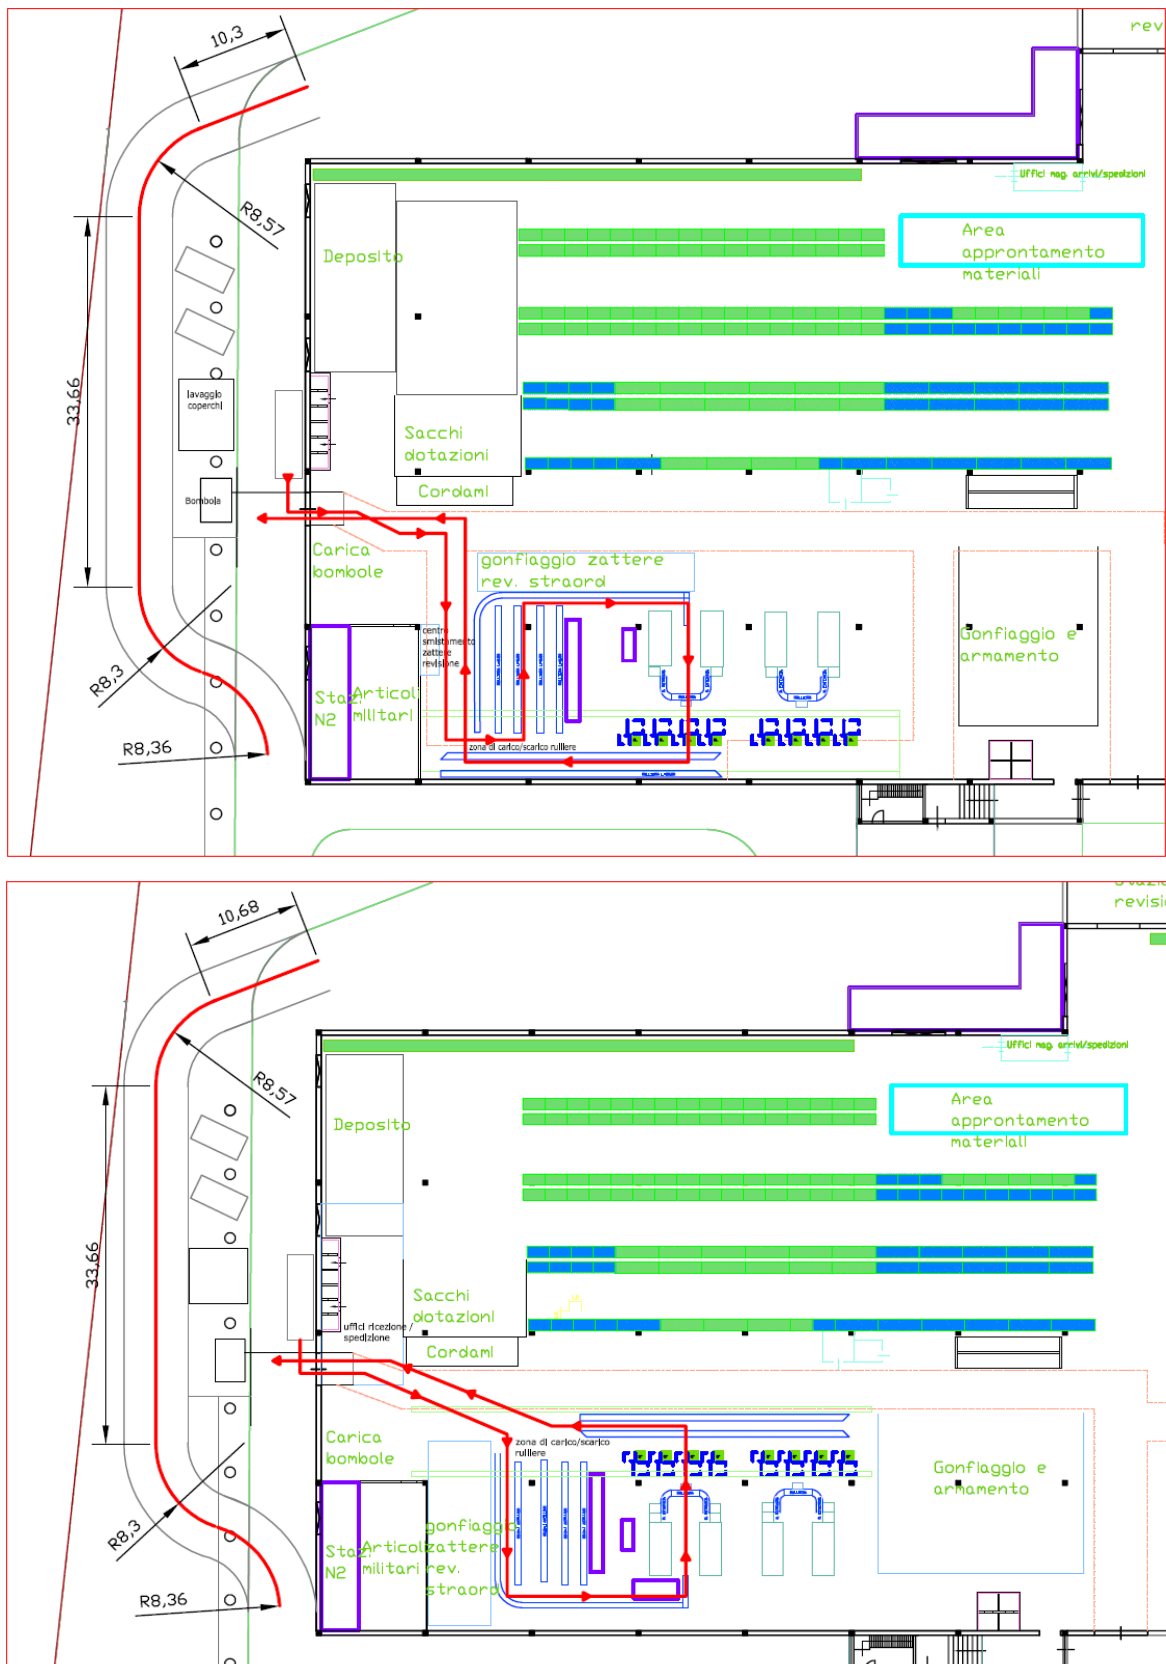 rev
10,3
R8,57
33,66
R8,3
R8,36
Uffici mag. arrivi/spedizioni
Area
approntamento
materiali
Deposito
lavaggio
coperchi
Sacchi
dotazioni
Cordami
Bombola
Carica
bombole
gonfiaggio zattere
rev. straord
centro
smistamento
zattere
revisione
Gonfiaggio e
armamento
Staz.
N2
Articoli
militari
zona di carico/scarico rulliere
revisi
10,68
R8,57
33,66
R8,3
R8,36
Uffici mag. arrivi/spedizioni
Area
approntamento
materiali
Deposito
Sacchi
dotazioni
uffici ricezione /
spedizione
Cordami
Carica
bombole
zona di carico/scarico
rulliere
Gonfiaggio e
armamento
Staz.
N2
Articoli
militari
gonfiaggio
zattere
rev.
straord